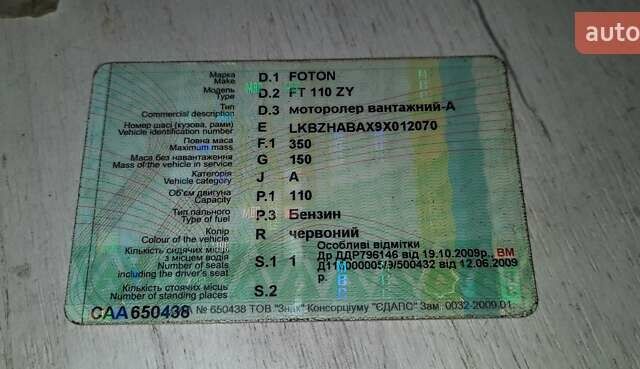 auto
Марка D.1 FOTON
Make
Модель D.2 FT 110 ZY
Type
Тип D.3 моторолер вантажний-А
Commercial description
Номер шасі (кузова, рами) E LKBZHABAX9X012070
Vehicle identification number
Повна маса F.1 350
Maximum mass
Маса без навантаження G 150
Mass of the vehicle in service
Категорія J А
Vehicle category
Об'єм двигуна P.1 110
Capacity
Тип пального P.3 Бензин
Type of fuel
Колір R червоний
Colour of the vehicle
Кількість сидячих місць Особливі відмітки
з місцем водія S.1 1 Др ДДР796146 від 19.10.2009р., ВМ
Number of seats від 12.06.2009
including the driver's seat р.
Кількість стоячих місць S.2
Number of standing places
САА 650438 № 650438 ТОВ "Знак" Консорціуму "ЄДАПС" Зам. 0032-2009.01